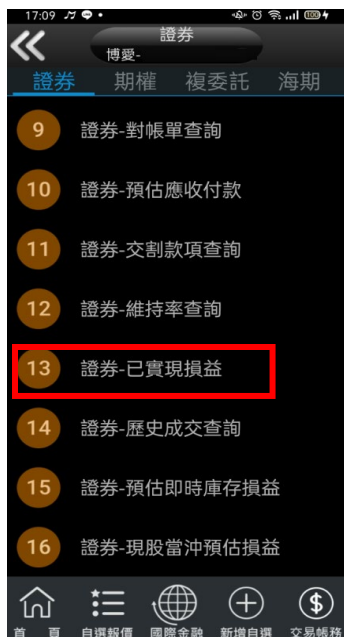 17:09
100
證券
博愛-
證券 期權 複委託 海期
9 證券-對帳單查詢
10 證券-預估應收付款
11 證券-交割款項查詢
12 證券-維持率查詢
13 證券-已實現損益
14 證券-歷史成交查詢
15 證券-預估即時庫存損益
16 證券-現股當沖預估損益
首 頁 自選報價 國際金融 新增自選 交易帳務